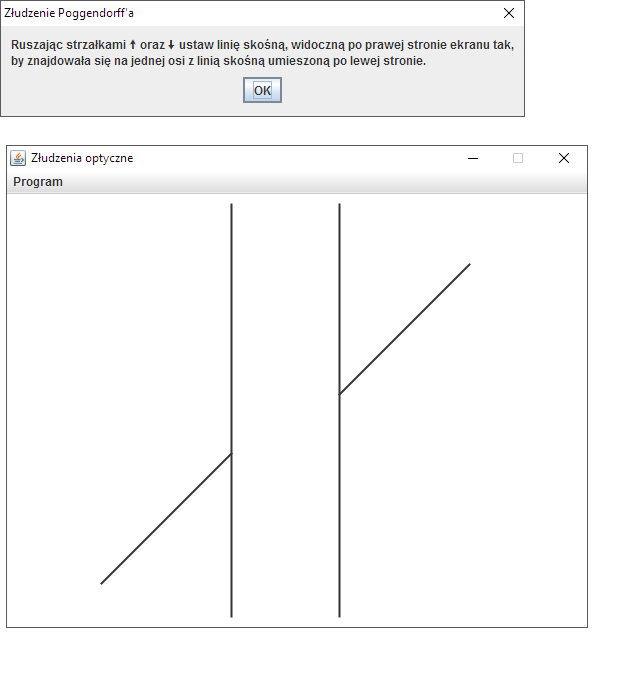 Złudzenie Poggendorff'a
Ruszając strzałkami ↑ oraz ↓ ustaw linię skośną, widoczną po prawej stronie ekranu tak,
by znajdowała się na jednej osi z linią skośną umieszoną po lewej stronie.
OK
Złudzenia optyczne
Program